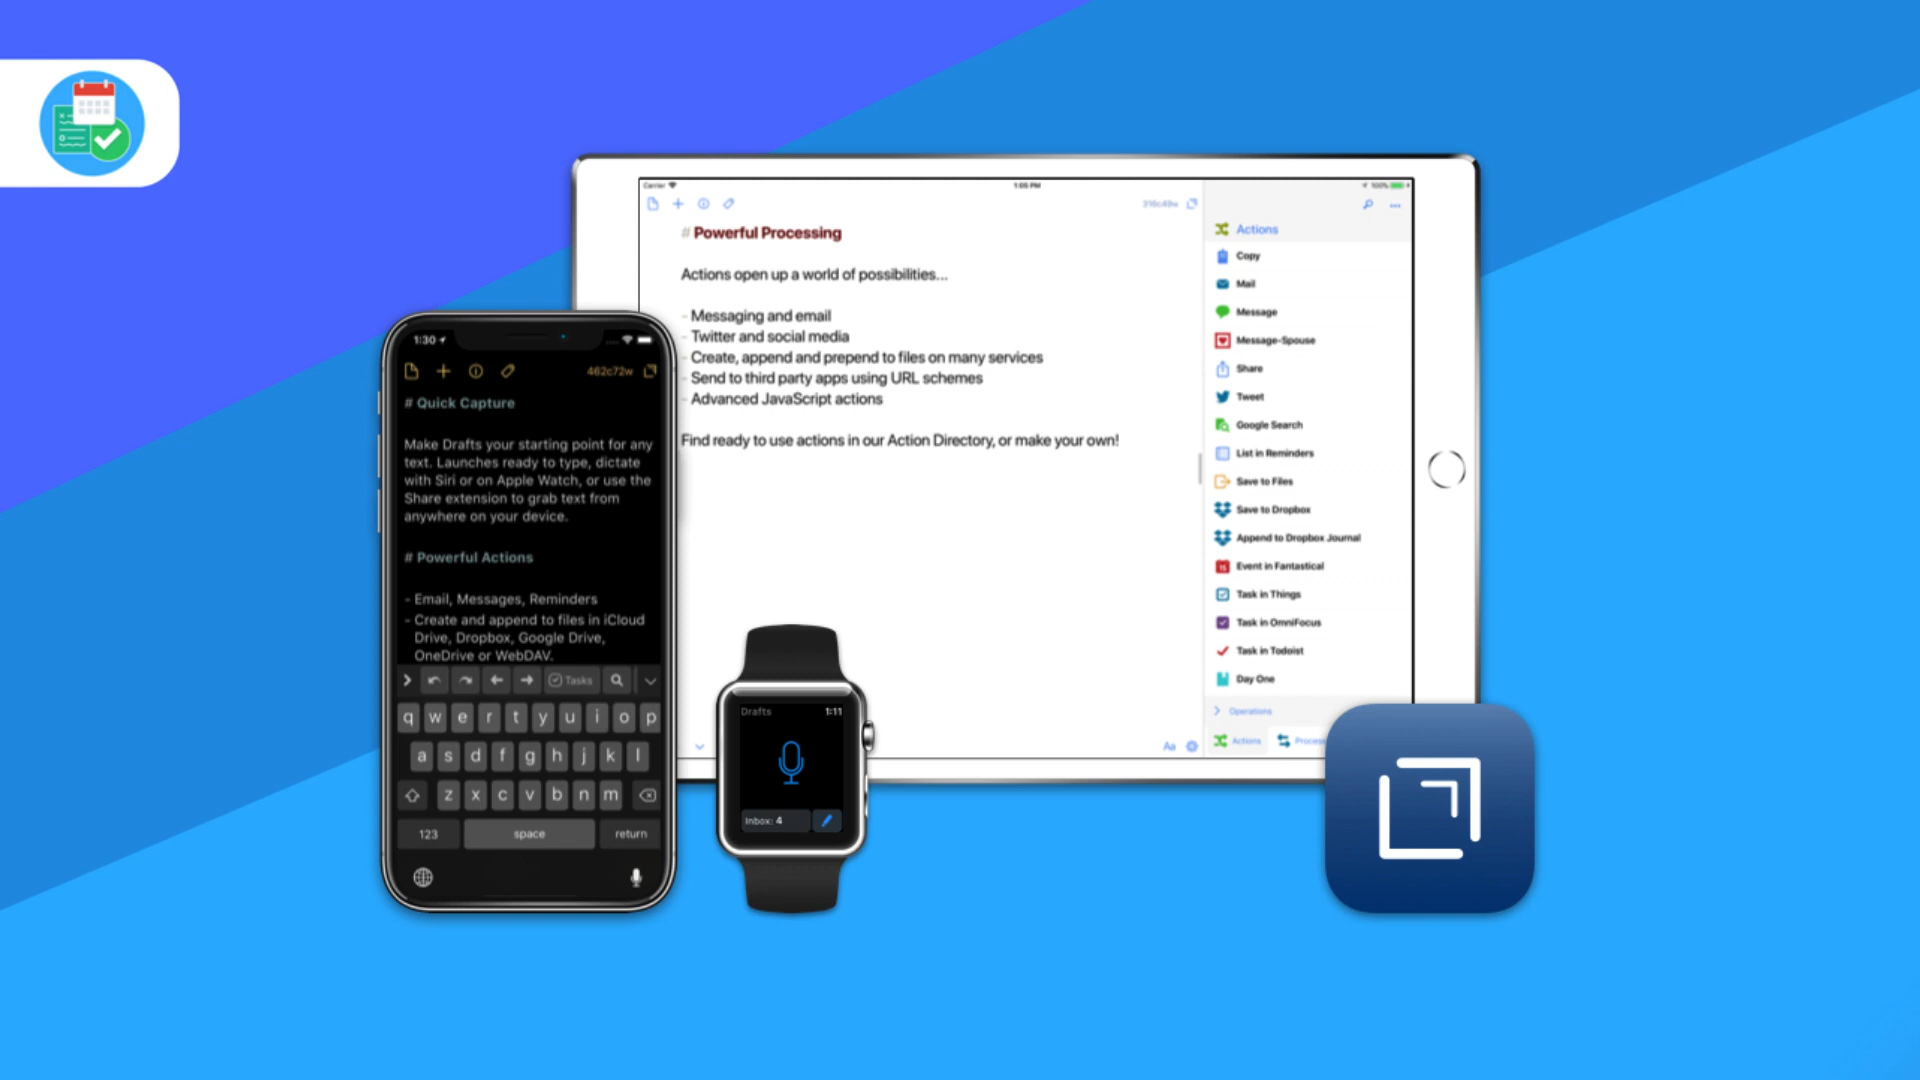 1:30
462c72w
# Quick Capture
Make Drafts your starting point for any
text. Launches ready to type, dictate
with Siri or on Apple Watch, or use the
Share extension to grab text from
anywhere on your device.
# Powerful Actions
- Email, Messages, Reminders
- Create and append to files in iCloud
Drive, Dropbox, Google Drive,
OneDrive or WebDAV.
Tasks
q w e r t y u i o p
a s d f g h j k l
z x c v b n m
123 space return
Drafts 1:11
Inbox: 4
Carrier 1:05 PM 100%
# Powerful Processing
Actions open up a world of possibilities...
- Messaging and email
- Twitter and social media
- Create, append and prepend to files on many services
- Send to third party apps using URL schemes
- Advanced JavaScript actions
Find ready to use actions in our Action Directory, or make your own!
Aa
Actions
Copy
Mail
Message
Message-Spouse
Share
Tweet
Google Search
List in Reminders
Save to Files
Save to Dropbox
Append to Dropbox Journal
Event in Fantastical
Task in Things
Task in OmniFocus
Task in Todoist
Day One
Operations
Actions Process